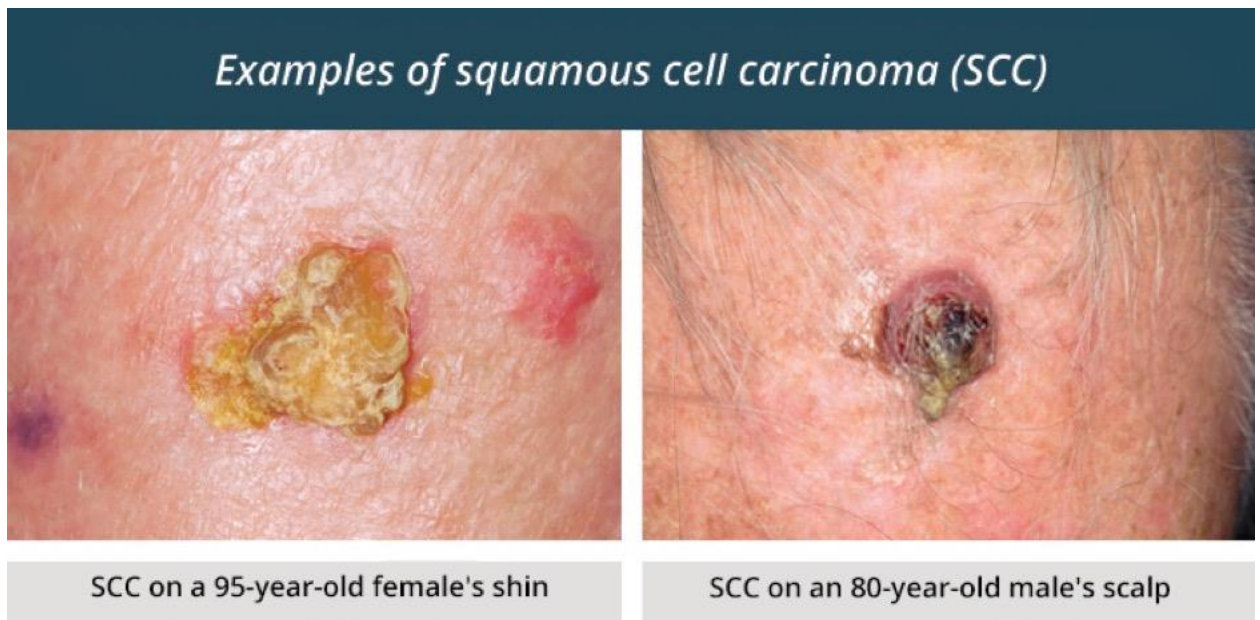 Examples of squamous cell carcinoma (SCC)
SCC on a 95-year-old female's shin
SCC on an 80-year-old male's scalp